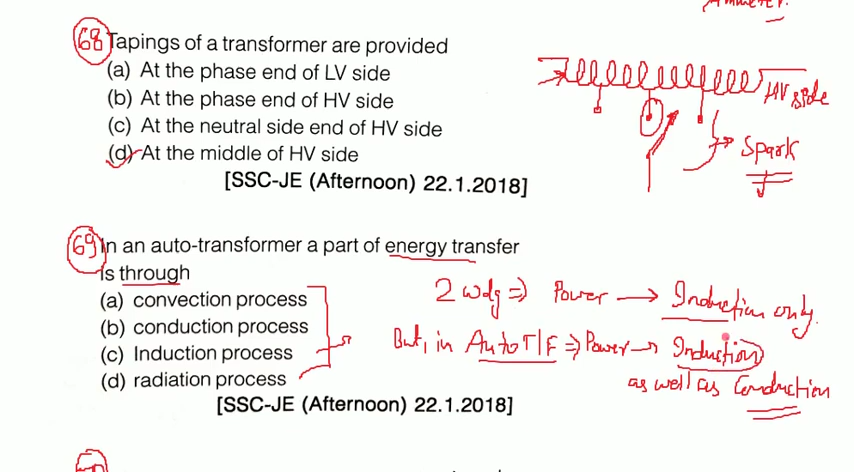 Ammeter.
68 Tapings of a transformer are provided
(a) At the phase end of LV side
(b) At the phase end of HV side
(c) At the neutral side end of HV side
(d) At the middle of HV side
[SSC-JE (Afternoon) 22.1.2018]
HV side
Spark
69 In an auto-transformer a part of energy transfer
is through
(a) convection process
(b) conduction process
(c) Induction process
(d) radiation process
[SSC-JE (Afternoon) 22.1.2018]
2 wdg ⇒ Power → Induction only.
But, in Auto T/F ⇒ Power → Induction
as well as Conduction